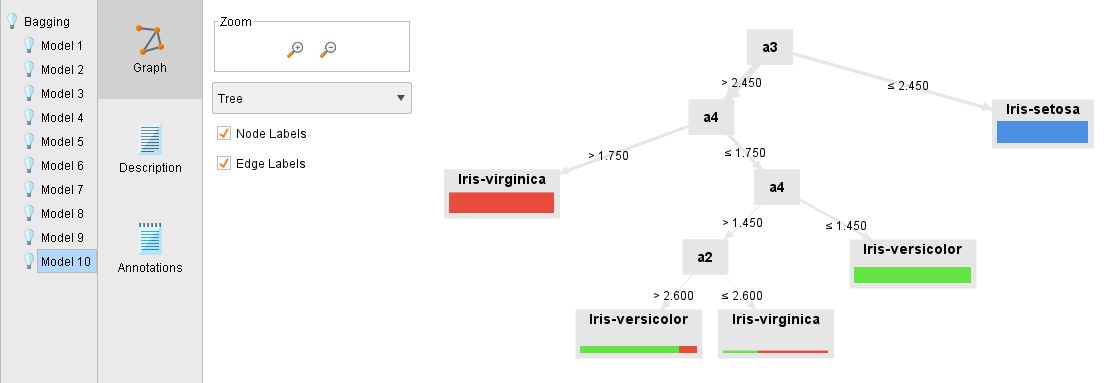 Bagging
Model 1
Model 2
Model 3
Model 4
Model 5
Model 6
Model 7
Model 8
Model 9
Model 10
Graph
Description
Annotations
Zoom
Tree
Node Labels
Edge Labels
a3
> 2.450
≤ 2.450
a4
Iris-setosa
> 1.750
≤ 1.750
Iris-virginica
a4
> 1.450
≤ 1.450
a2
Iris-versicolor
> 2.600
≤ 2.600
Iris-versicolor
Iris-virginica